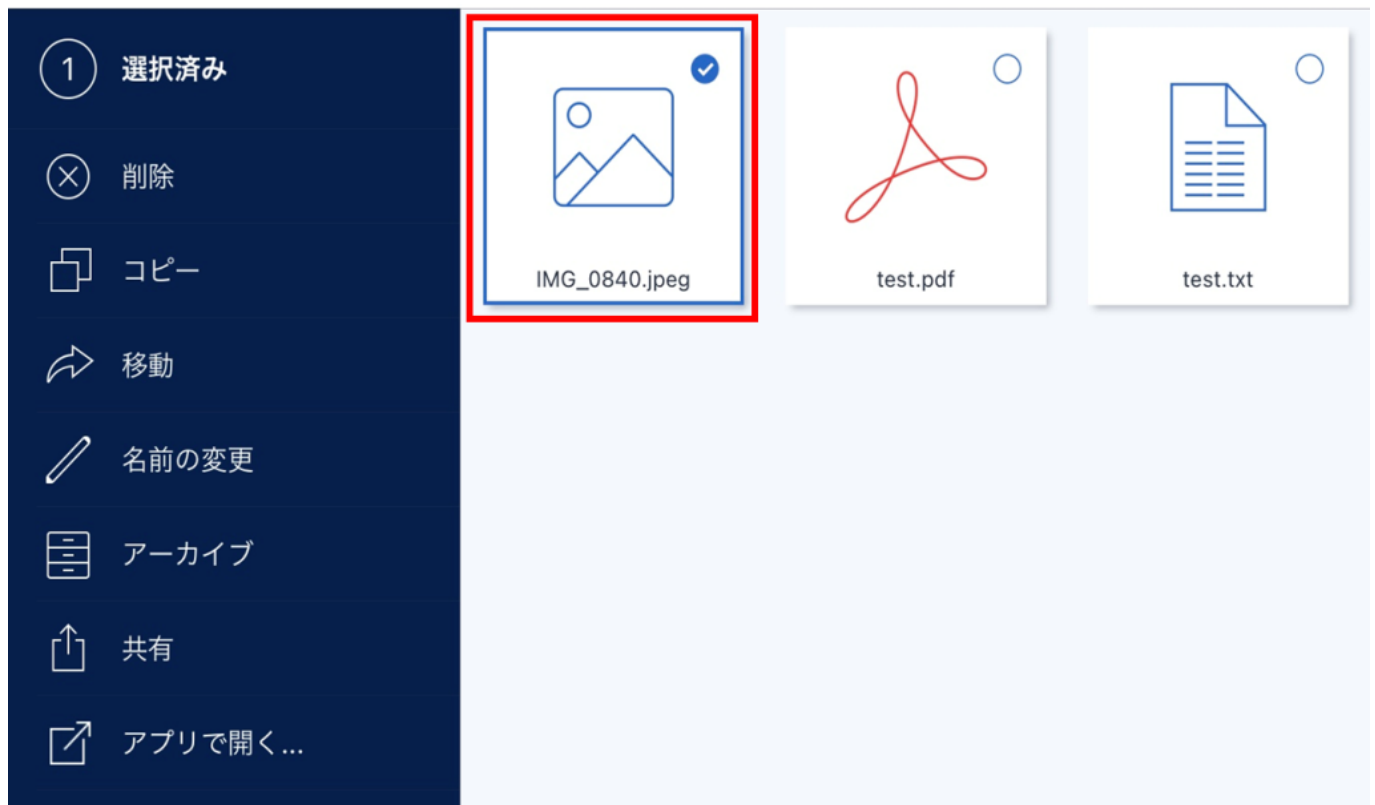 1 選択済み
削除
コピー
移動
名前の変更
アーカイブ
共有
アプリで開く...
IMG_0840.jpeg
test.pdf
test.txt